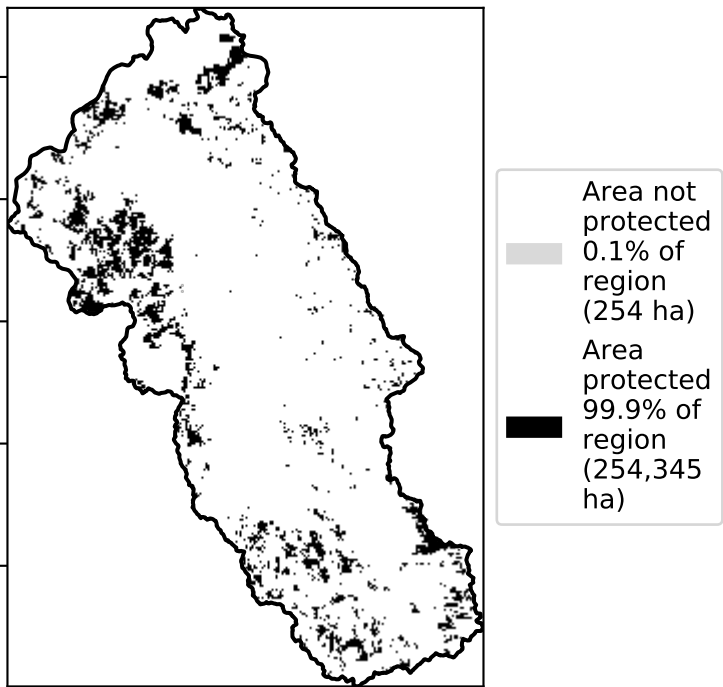 Area not
protected
0.1% of
region
(254 ha)
Area
protected
99.9% of
region
(254,345
ha)